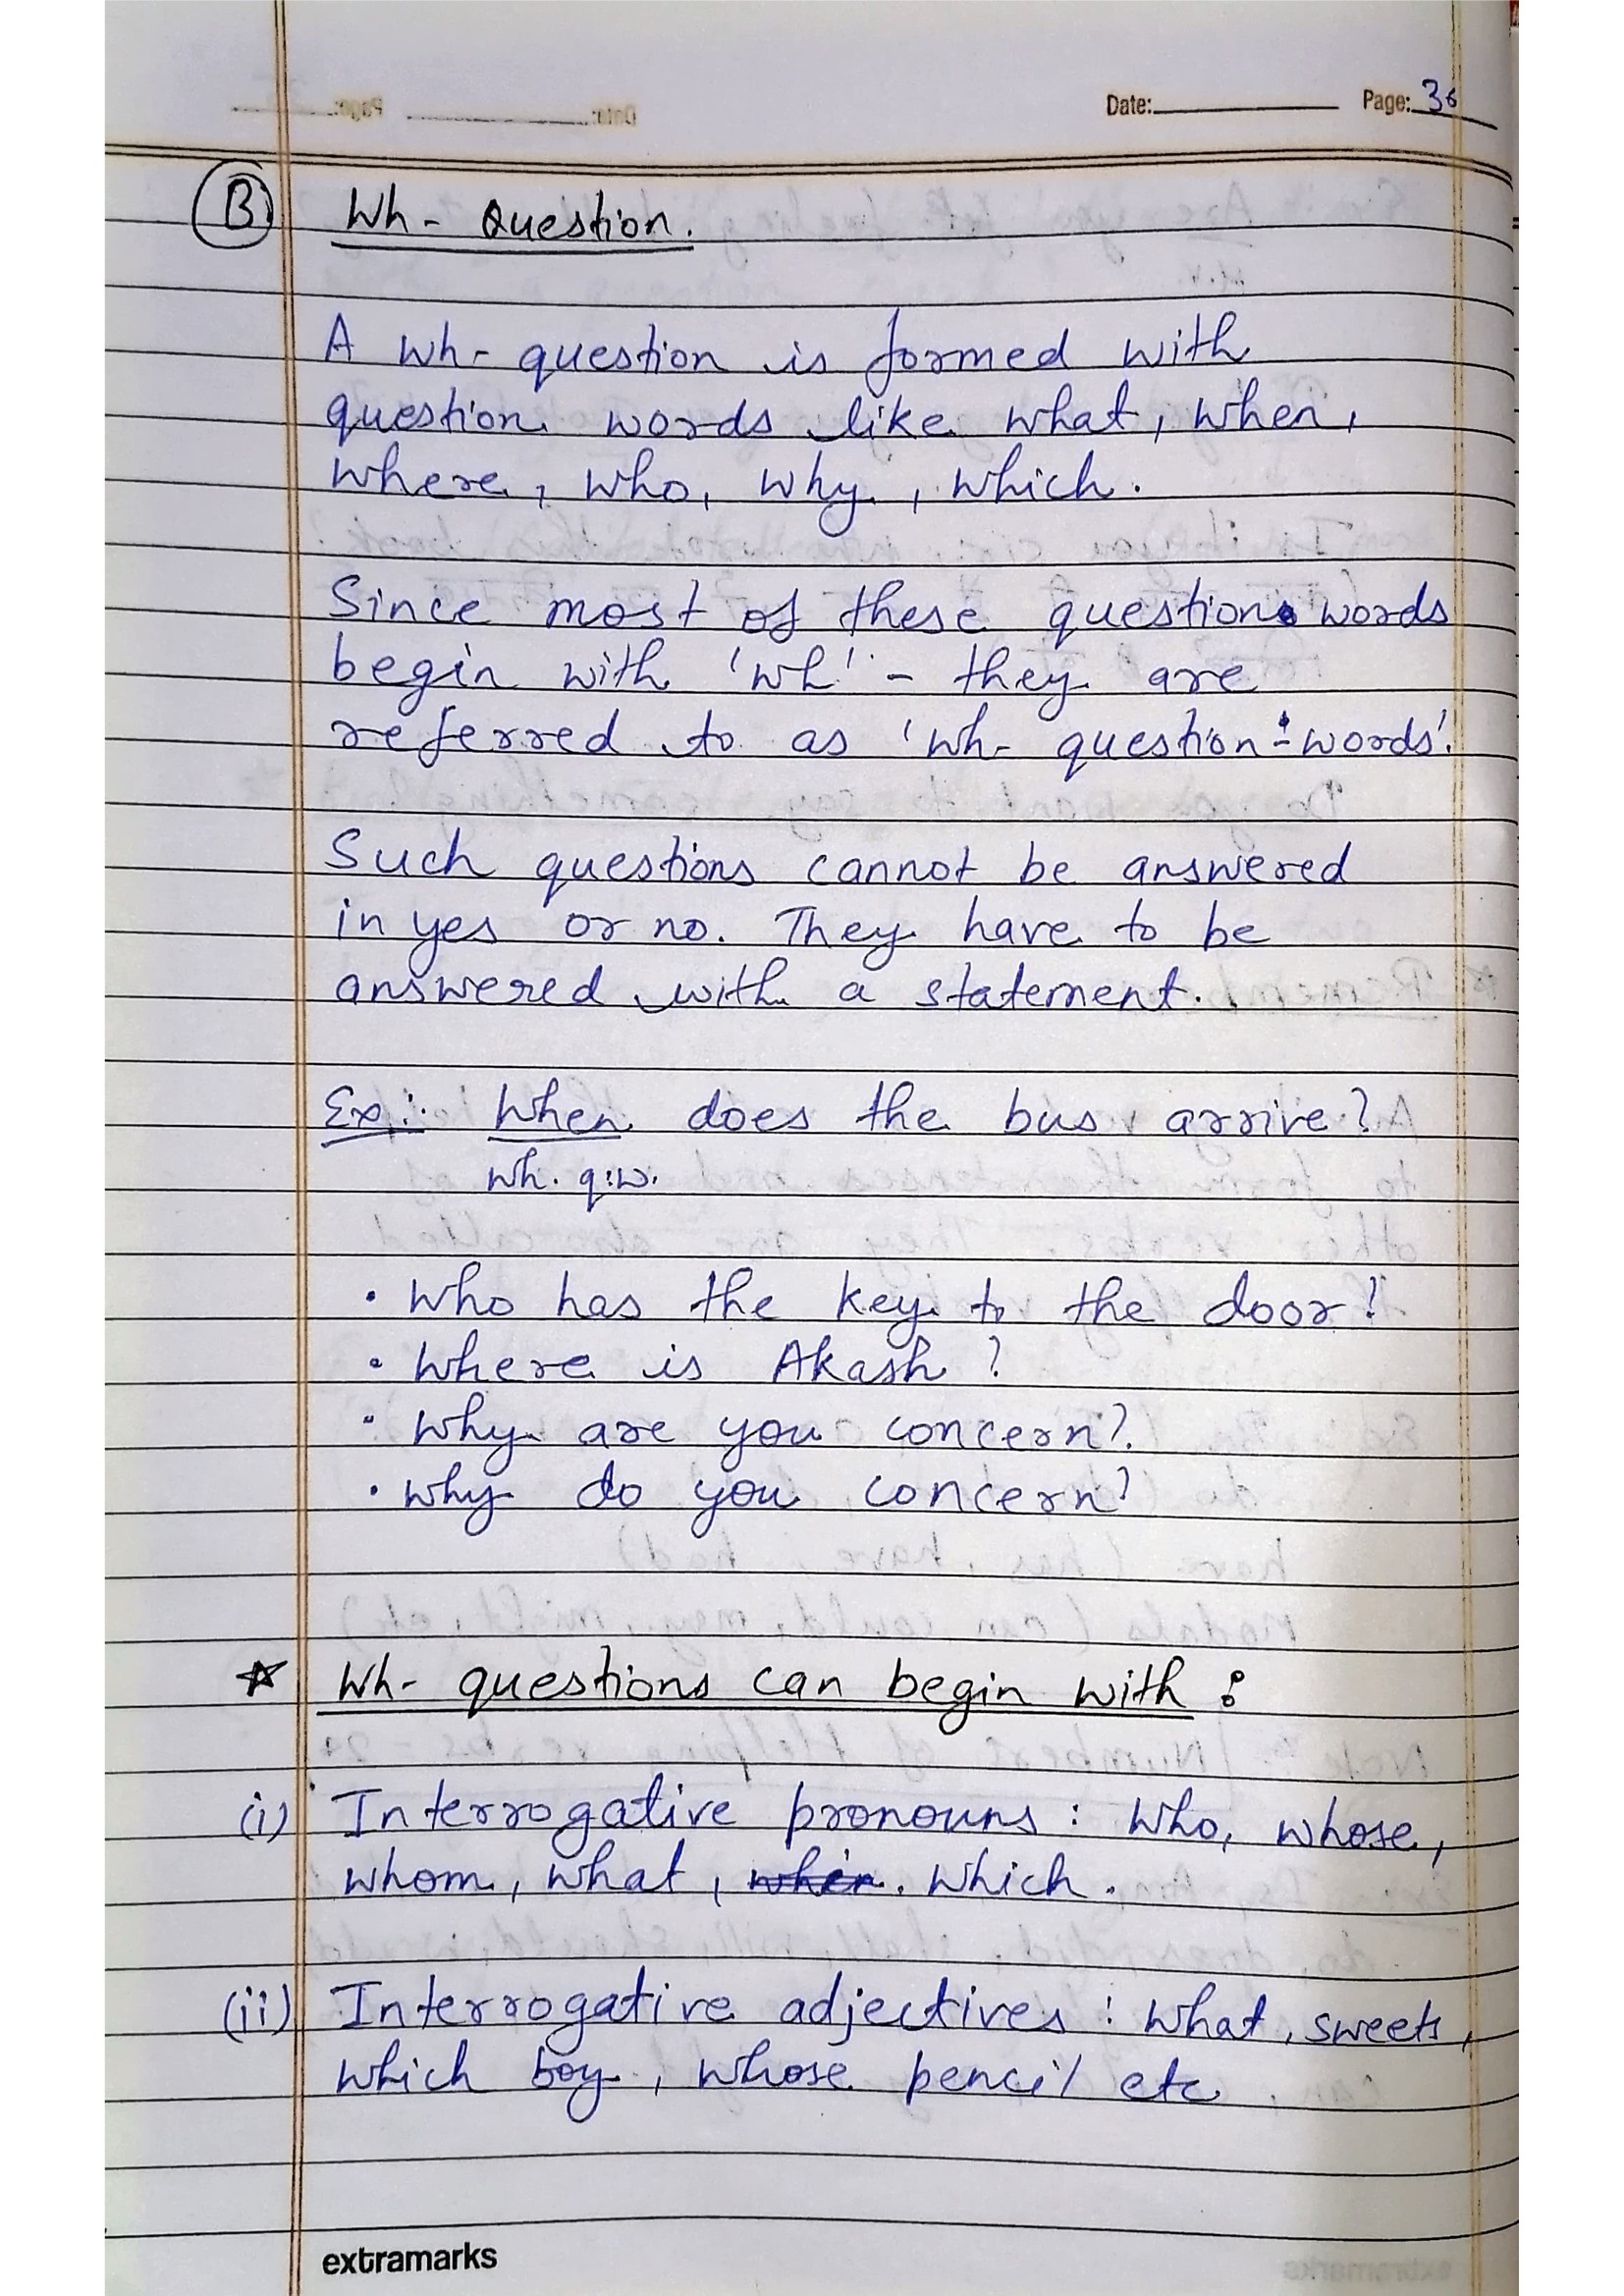 Date: Page: 36
(B) Wh- Question.
A wh- question is formed with
question words like what, when,
where, who, why, which.
Since most of these question words
begin with 'wh' - they are
referred to as 'wh- question-words'.
Such questions cannot be answered
in yes or no. They have to be
answered with a statement.
Ex:- When does the bus arrive?
wh. q.w.
• Who has the key to the door?
• Where is Akash?
• Why are you concern?
• Why do you concern?
☆ Wh- questions can begin with :
(i) Interrogative pronouns : Who, whose,
whom, what, which.
(ii) Interrogative adjectives : What, sweets,
which boy, whose pencil etc
extramarks